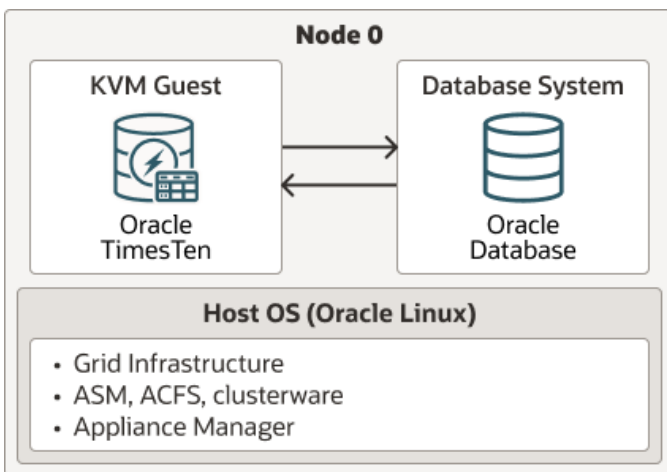 Node 0
KVM Guest
Oracle
TimesTen
Database System
Oracle
Database
Host OS (Oracle Linux)
• Grid Infrastructure
• ASM, ACFS, clusterware
• Appliance Manager